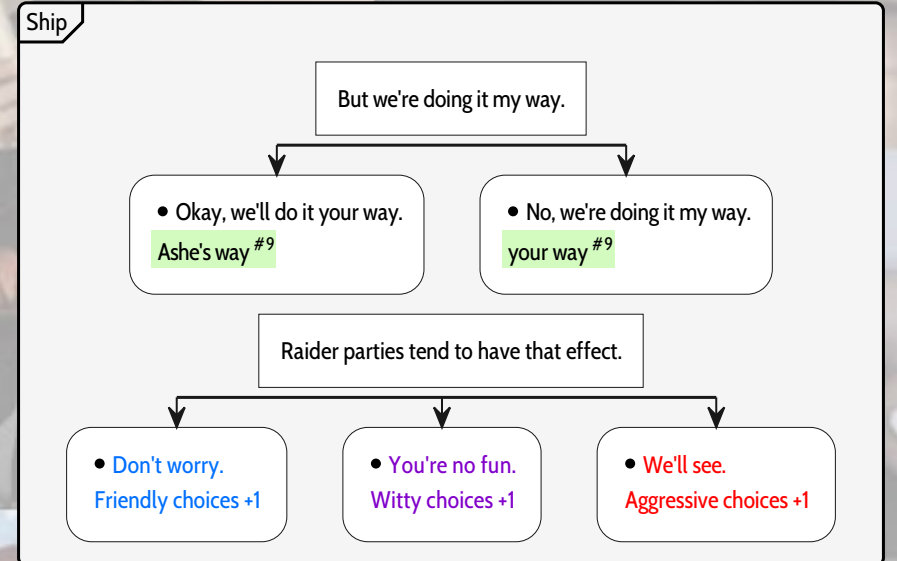 Ship
But we're doing it my way.
• Okay, we'll do it your way.
Ashe's way #9
• No, we're doing it my way.
your way #9
Raider parties tend to have that effect.
• Don't worry.
Friendly choices +1
• You're no fun.
Witty choices +1
• We'll see.
Aggressive choices +1